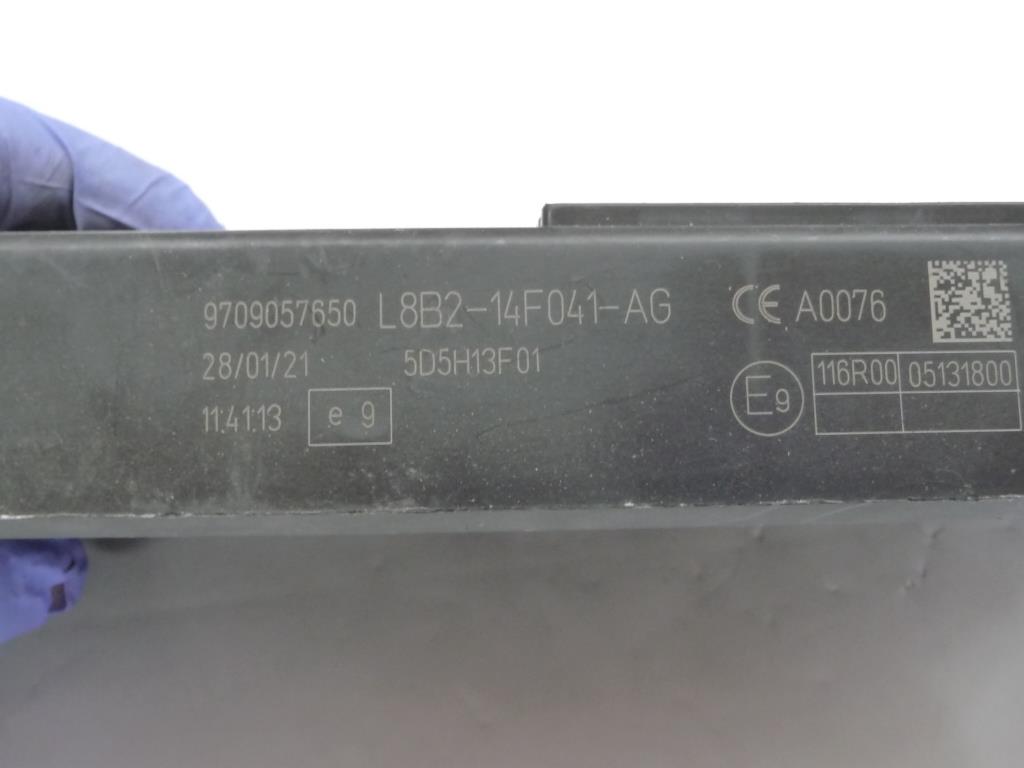 9709057650 L8B2-14F041-AG CE A0076
28/01/21 5D5H13F01
11:41:13 e 9
E9 116R00 05131800